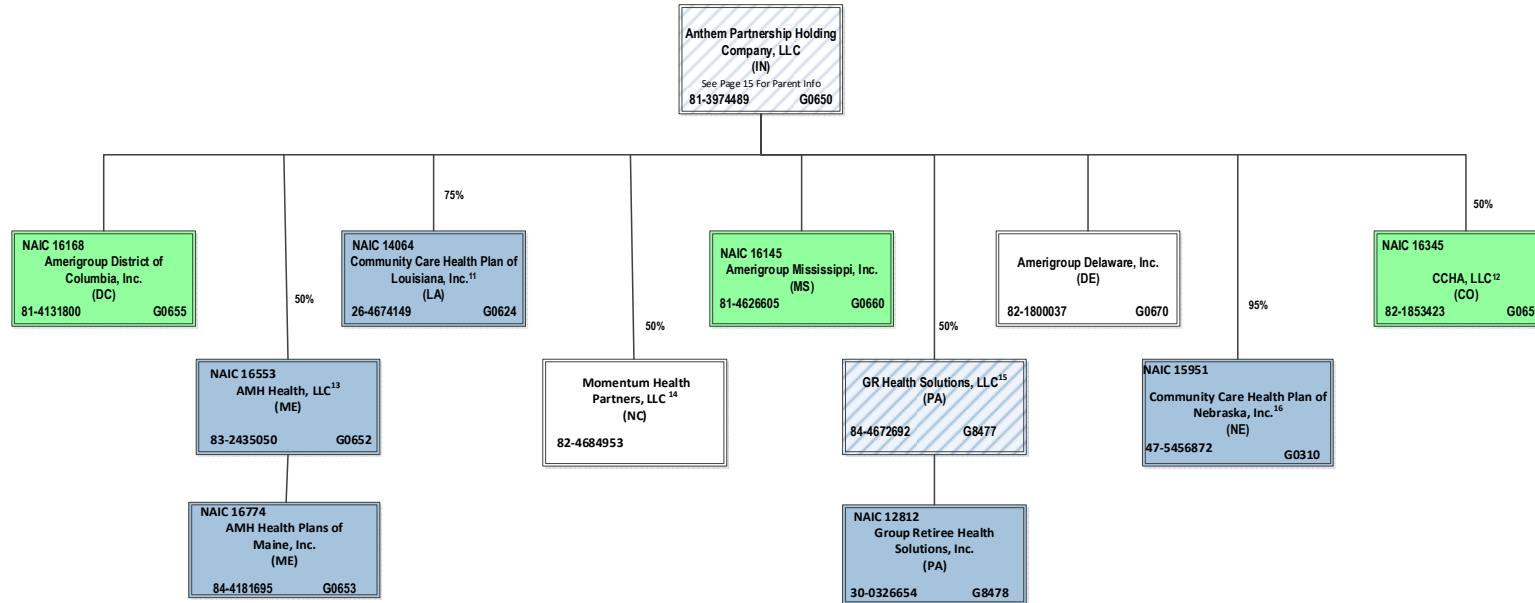 Anthem Partnership Holding
Company, LLC
(IN)
See Page 15 For Parent Info
81-3974489 G0650
75%
50%
NAIC 16168
Amerigroup District of
Columbia, Inc.
(DC)
81-4131800 G0655
NAIC 14064
Community Care Health Plan of
Louisiana, Inc.¹¹
(LA)
26-4674149 G0624
NAIC 16145
Amerigroup Mississippi, Inc.
(MS)
81-4626605 G0660
Amerigroup Delaware, Inc.
(DE)
82-1800037 G0670
NAIC 16345
CCHA, LLC¹²
(CO)
82-1853423 G065
50%
50%
50%
95%
NAIC 16553
AMH Health, LLC¹³
(ME)
83-2435050 G0652
Momentum Health
Partners, LLC ¹⁴
(NC)
82-4684953
GR Health Solutions, LLC¹⁵
(PA)
84-4672692 G8477
NAIC 15951
Community Care Health Plan of
Nebraska, Inc.¹⁶
(NE)
47-5456872 G0310
NAIC 16774
AMH Health Plans of
Maine, Inc.
(ME)
84-4181695 G0653
NAIC 12812
Group Retiree Health
Solutions, Inc.
(PA)
30-0326654 G8478